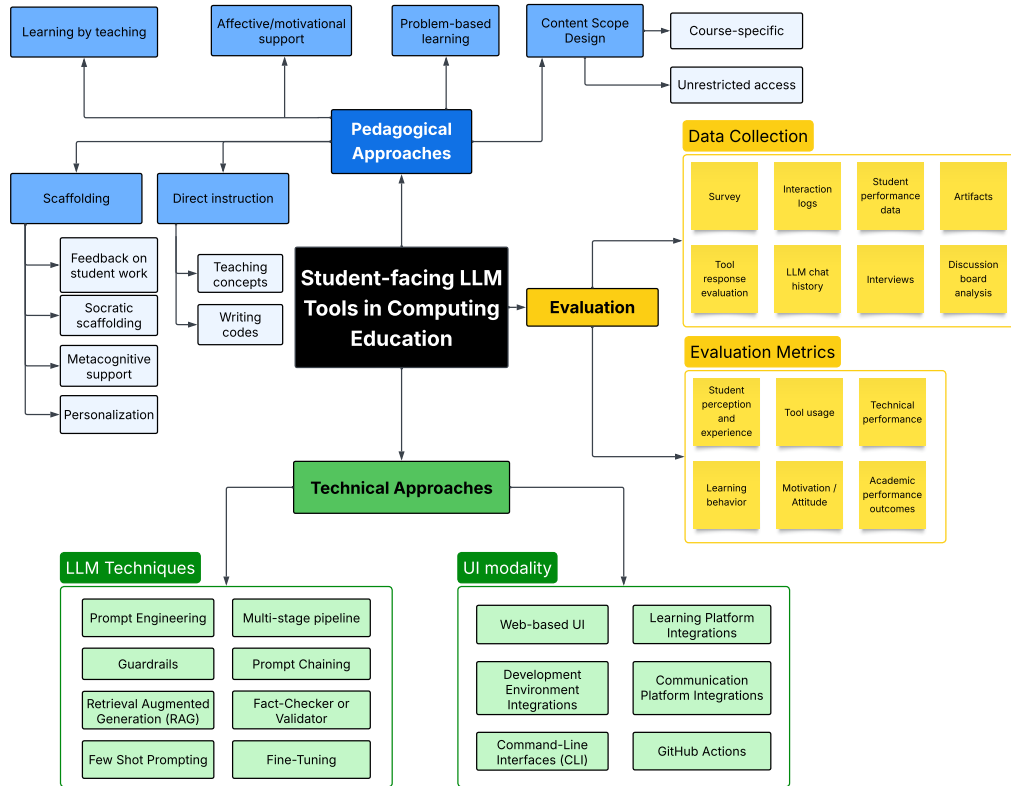 Learning by teaching
Affective/motivational
support
Problem-based
learning
Content Scope
Design
Course-specific
Unrestricted access
Pedagogical
Approaches
Scaffolding
Direct instruction
Feedback on
student work
Socratic
scaffolding
Metacognitive
support
Personalization
Teaching
concepts
Writing
codes
Student-facing LLM
Tools in Computing
Education
Evaluation
Data Collection
Survey
Interaction
logs
Student
performance
data
Artifacts
Tool
response
evaluation
LLM chat
history
Interviews
Discussion
board
analysis
Evaluation Metrics
Student
perception
and
experience
Tool usage
Technical
performance
Learning
behavior
Motivation /
Attitude
Academic
performance
outcomes
Technical Approaches
LLM Techniques
Prompt Engineering
Multi-stage pipeline
Guardrails
Prompt Chaining
Retrieval Augmented
Generation (RAG)
Fact-Checker or
Validator
Few Shot Prompting
Fine-Tuning
UI modality
Web-based UI
Learning Platform
Integrations
Development
Environment
Integrations
Communication
Platform Integrations
Command-Line
Interfaces (CLI)
GitHub Actions